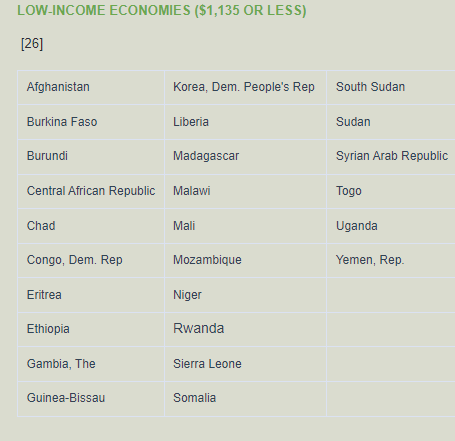 LOW-INCOME ECONOMIES ($1,135 OR LESS)
[26]
Afghanistan Korea, Dem. People's Rep South Sudan
Burkina Faso Liberia Sudan
Burundi Madagascar Syrian Arab Republic
Central African Republic Malawi Togo
Chad Mali Uganda
Congo, Dem. Rep Mozambique Yemen, Rep.
Eritrea Niger
Ethiopia Rwanda
Gambia, The Sierra Leone
Guinea-Bissau Somalia